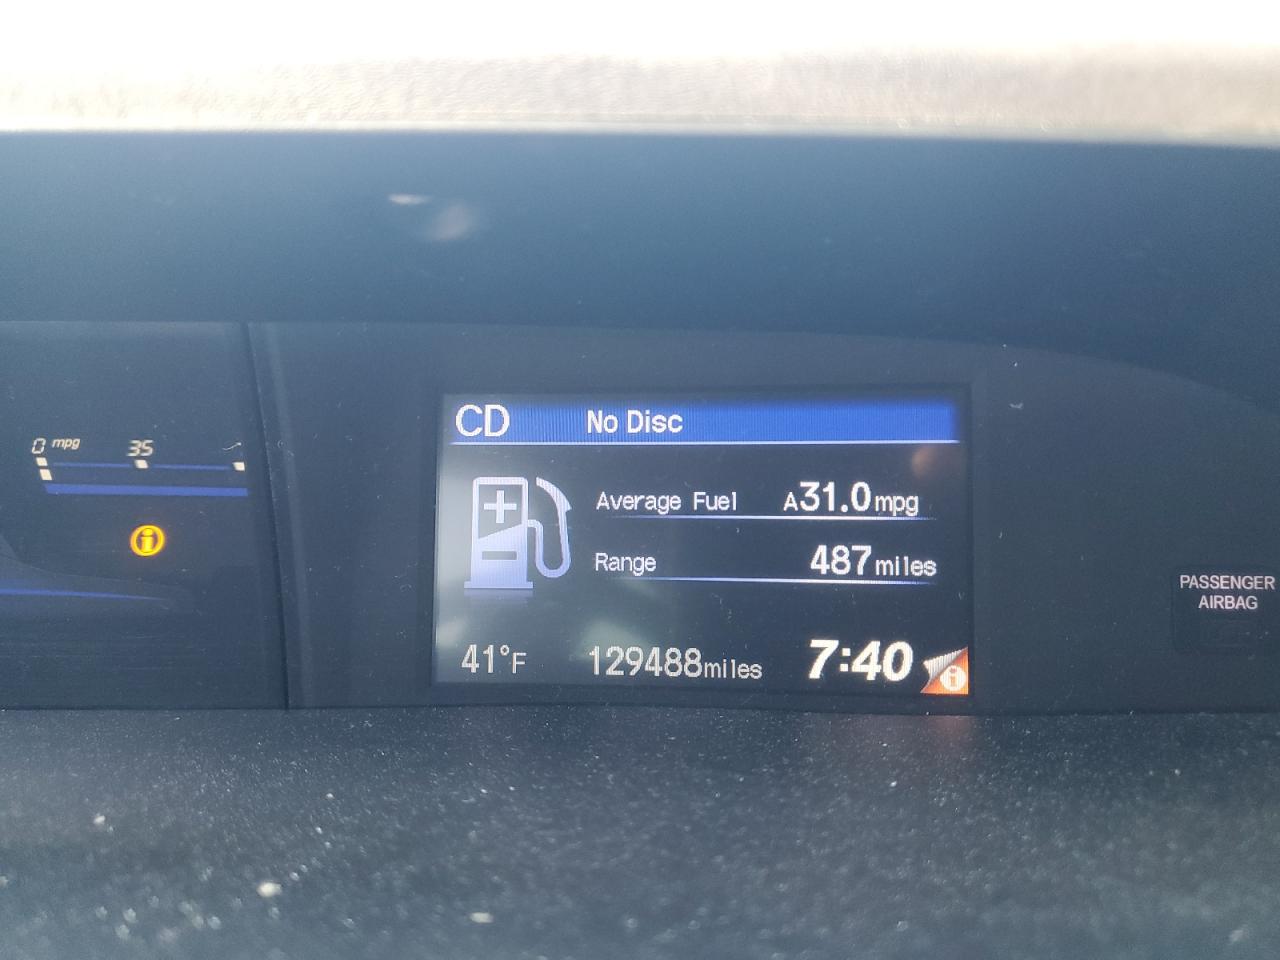 CD No Disc
0 mpg 35
Average Fuel A31.0mpg
Range 487miles
41°F 129488miles 7:40
i
i
PASSENGER
AIRBAG